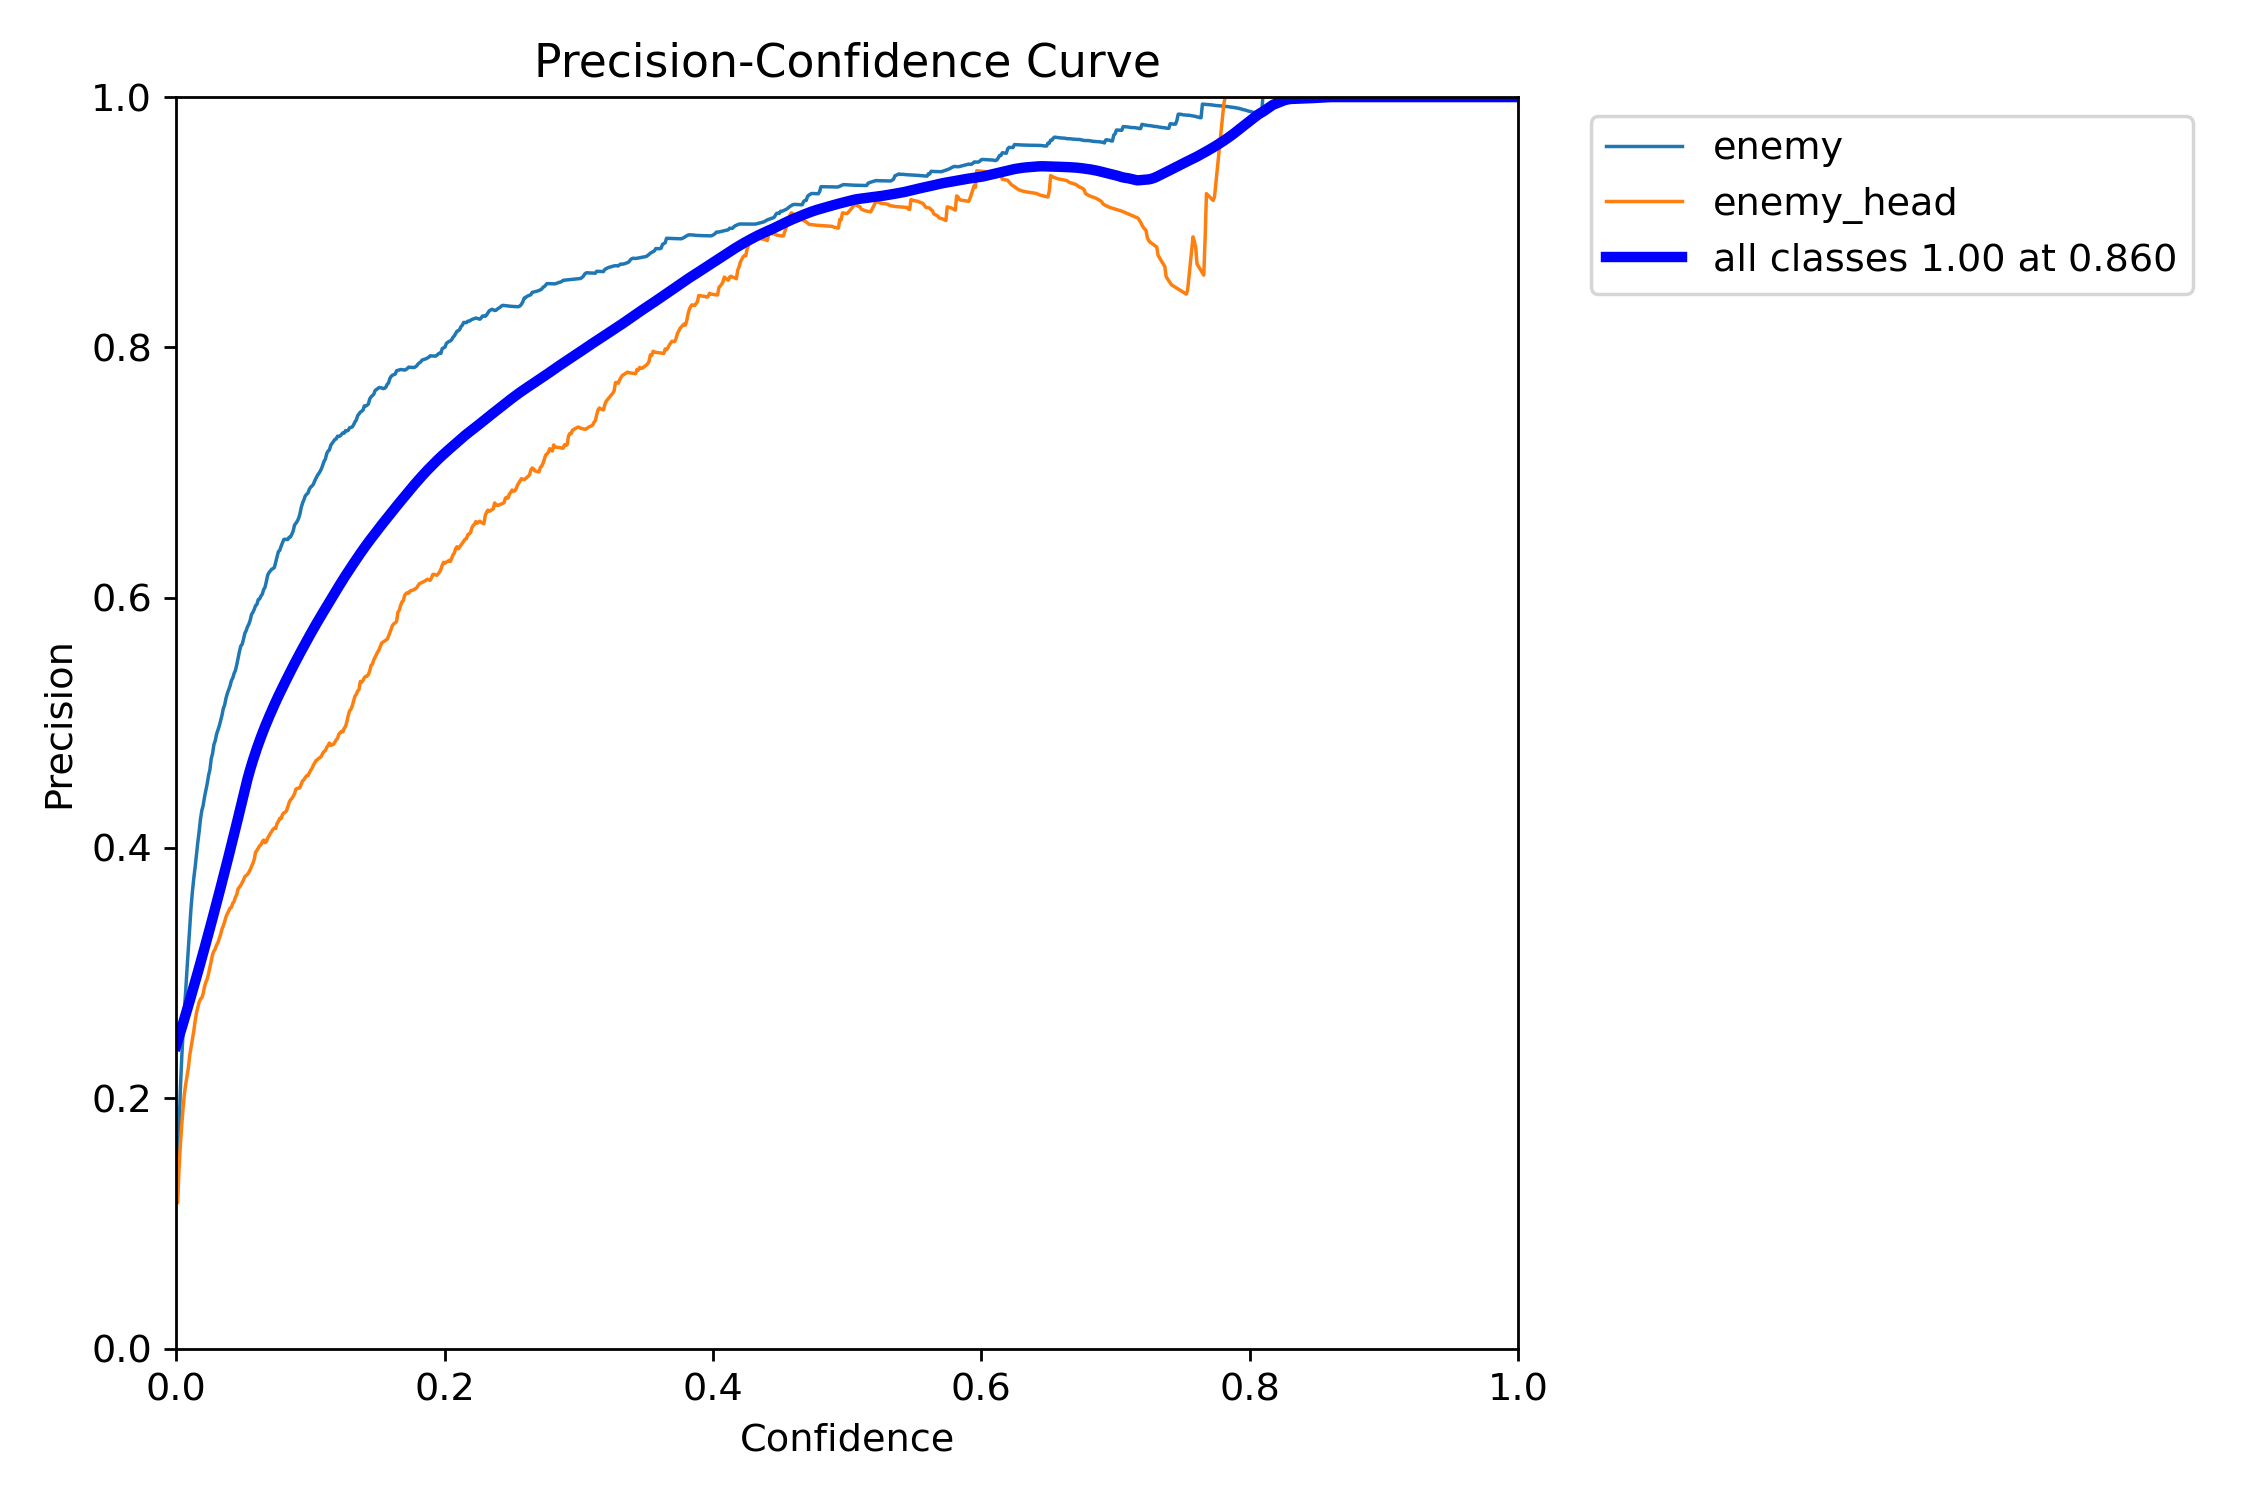 Precision-Confidence Curve
1.0
0.8
0.6
0.4
0.2
0.0
Precision
0.0 0.2 0.4 0.6 0.8 1.0
Confidence
enemy
enemy_head
all classes 1.00 at 0.860